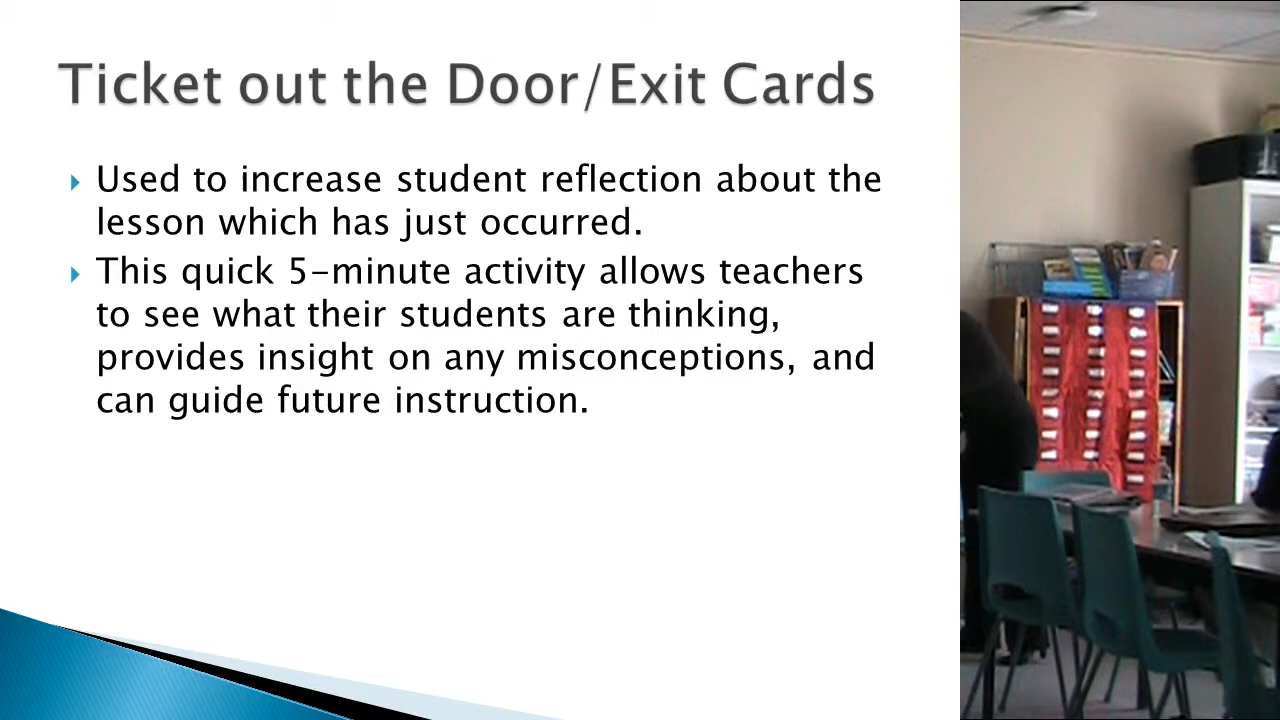 Ticket out the Door/Exit Cards
Used to increase student reflection about the
lesson which has just occurred.
This quick 5-minute activity allows teachers
to see what their students are thinking,
provides insight on any misconceptions, and
can guide future instruction.